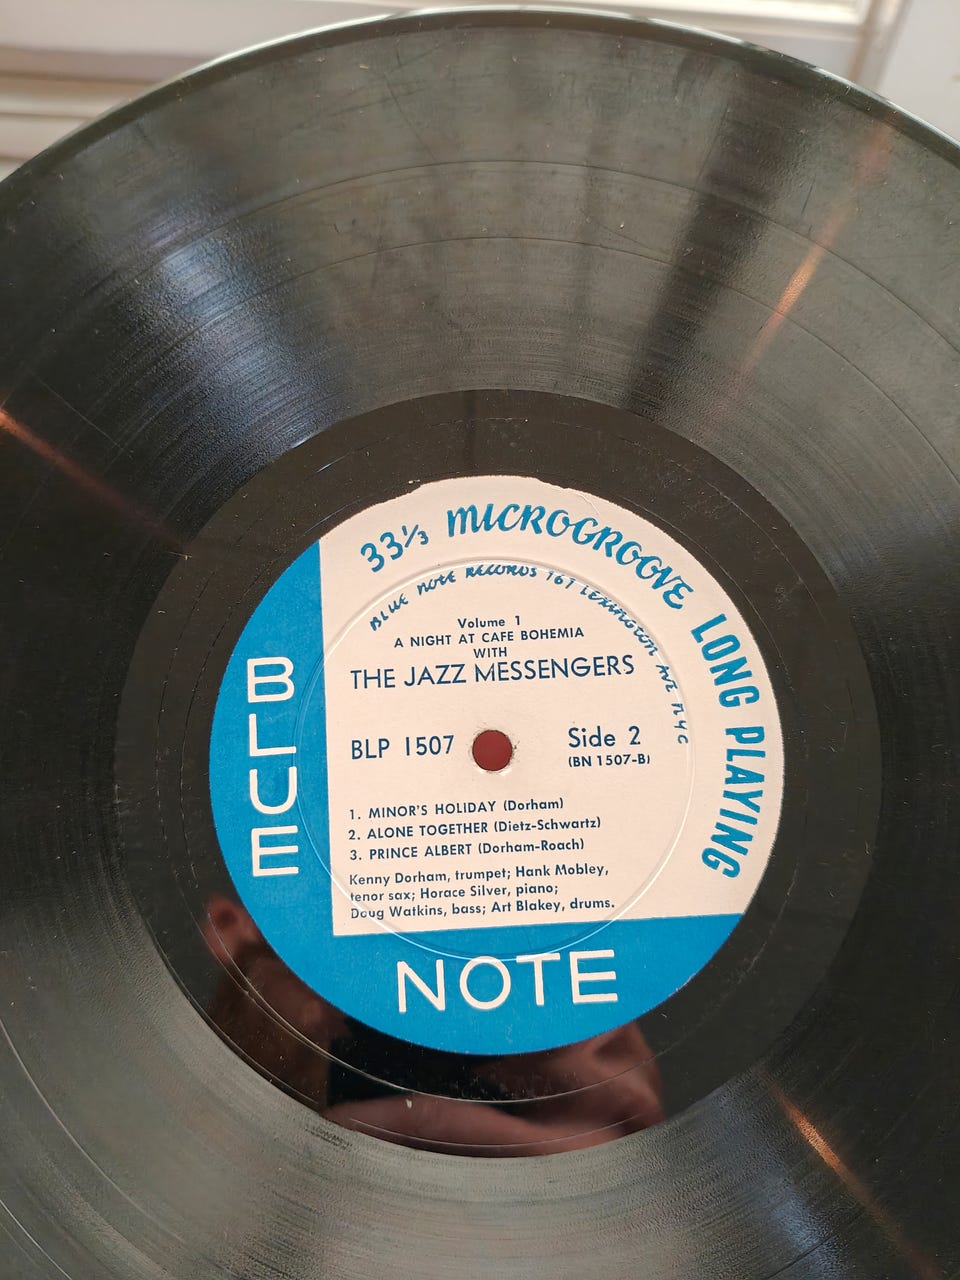 33⅓ MICROGROOVE LONG PLAYING
BLUE NOTE RECORDS 767 LEXINGTON AVE NYC
Volume 1
A NIGHT AT CAFE BOHEMIA
WITH
THE JAZZ MESSENGERS
BLP 1507
Side 2
(BN 1507-B)
1. MINOR'S HOLIDAY (Dorham)
2. ALONE TOGETHER (Dietz-Schwartz)
3. PRINCE ALBERT (Dorham-Roach)
Kenny Dorham, trumpet; Hank Mobley,
tenor sax; Horace Silver, piano;
Doug Watkins, bass; Art Blakey, drums.
BLUE
NOTE